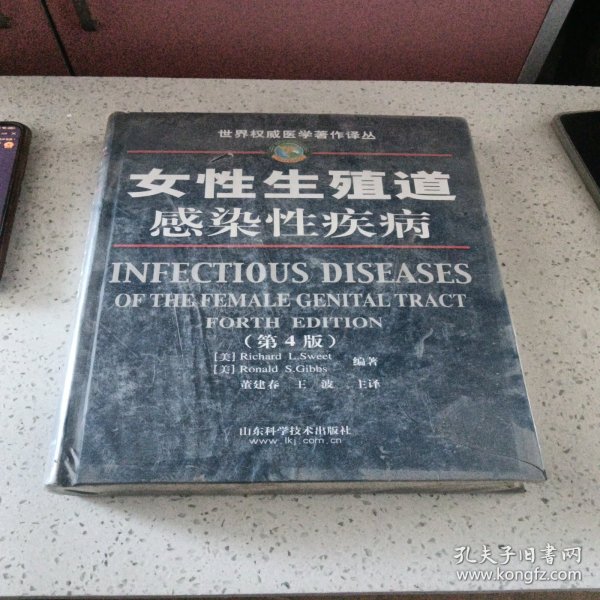 世界权威医学著作译丛
女性生殖道
感染性疾病
INFECTIOUS DISEASES
OF THE FEMALE GENITAL TRACT
FORTH EDITION
(第4版)
[美] Richard L.Sweet
[美] Ronald S.Gibbs
编著
董建春 王 波 主译
山东科学技术出版社
www.lkj.com.cn
孔夫子旧书网
www.kongfz.com